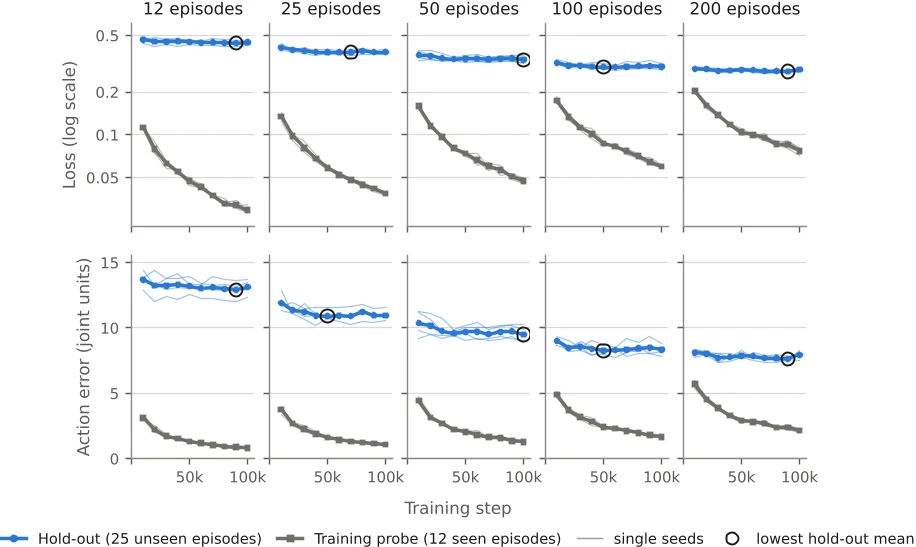 12 episodes 25 episodes 50 episodes 100 episodes 200 episodes
Loss (log scale)
0.5
0.2
0.1
0.05
Action error (joint units)
15
10
5
0
50k 100k 50k 100k 50k 100k 50k 100k 50k 100k
Training step
Hold-out (25 unseen episodes) Training probe (12 seen episodes) single seeds lowest hold-out mean